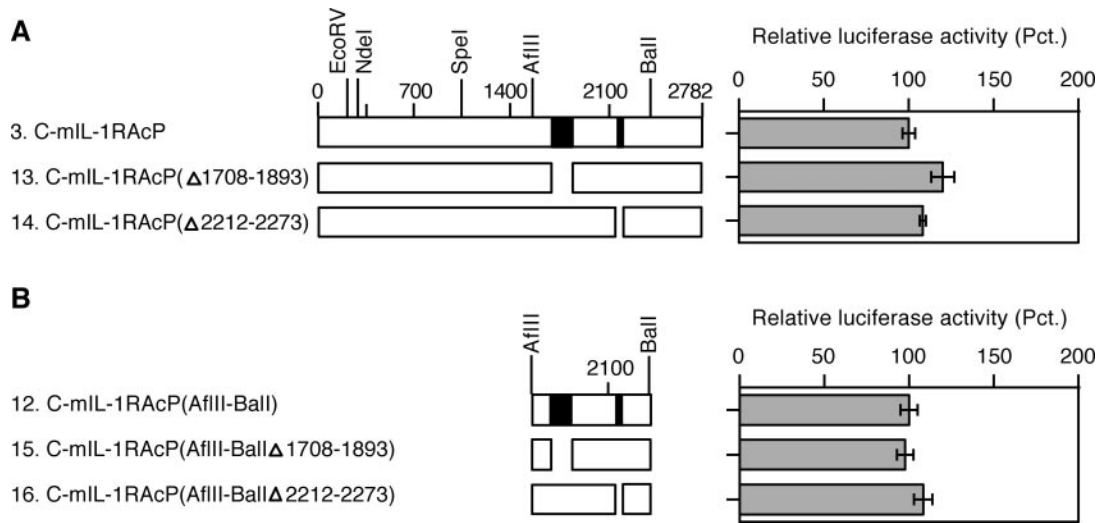 A
EcoRV
NdeI
SpeI
AflII
BalI
0 700 1400 2100 2782
Relative luciferase activity (Pct.)
0 50 100 150 200
3. C-mIL-1RAcP
13. C-mIL-1RAcP(Δ1708-1893)
14. C-mIL-1RAcP(Δ2212-2273)
B
AflII
BalI
2100
Relative luciferase activity (Pct.)
0 50 100 150 200
12. C-mIL-1RAcP(AflII-BalI)
15. C-mIL-1RAcP(AflII-BalIΔ1708-1893)
16. C-mIL-1RAcP(AflII-BalIΔ2212-2273)